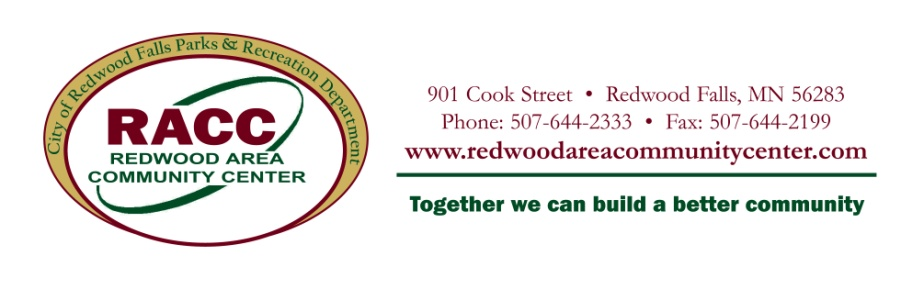 City of Redwood Falls Parks & Recreation Department
RACC
REDWOOD AREA
COMMUNITY CENTER
901 Cook Street • Redwood Falls, MN 56283
Phone: 507-644-2333 • Fax: 507-644-2199
www.redwoodareacommunitycenter.com
Together we can build a better community